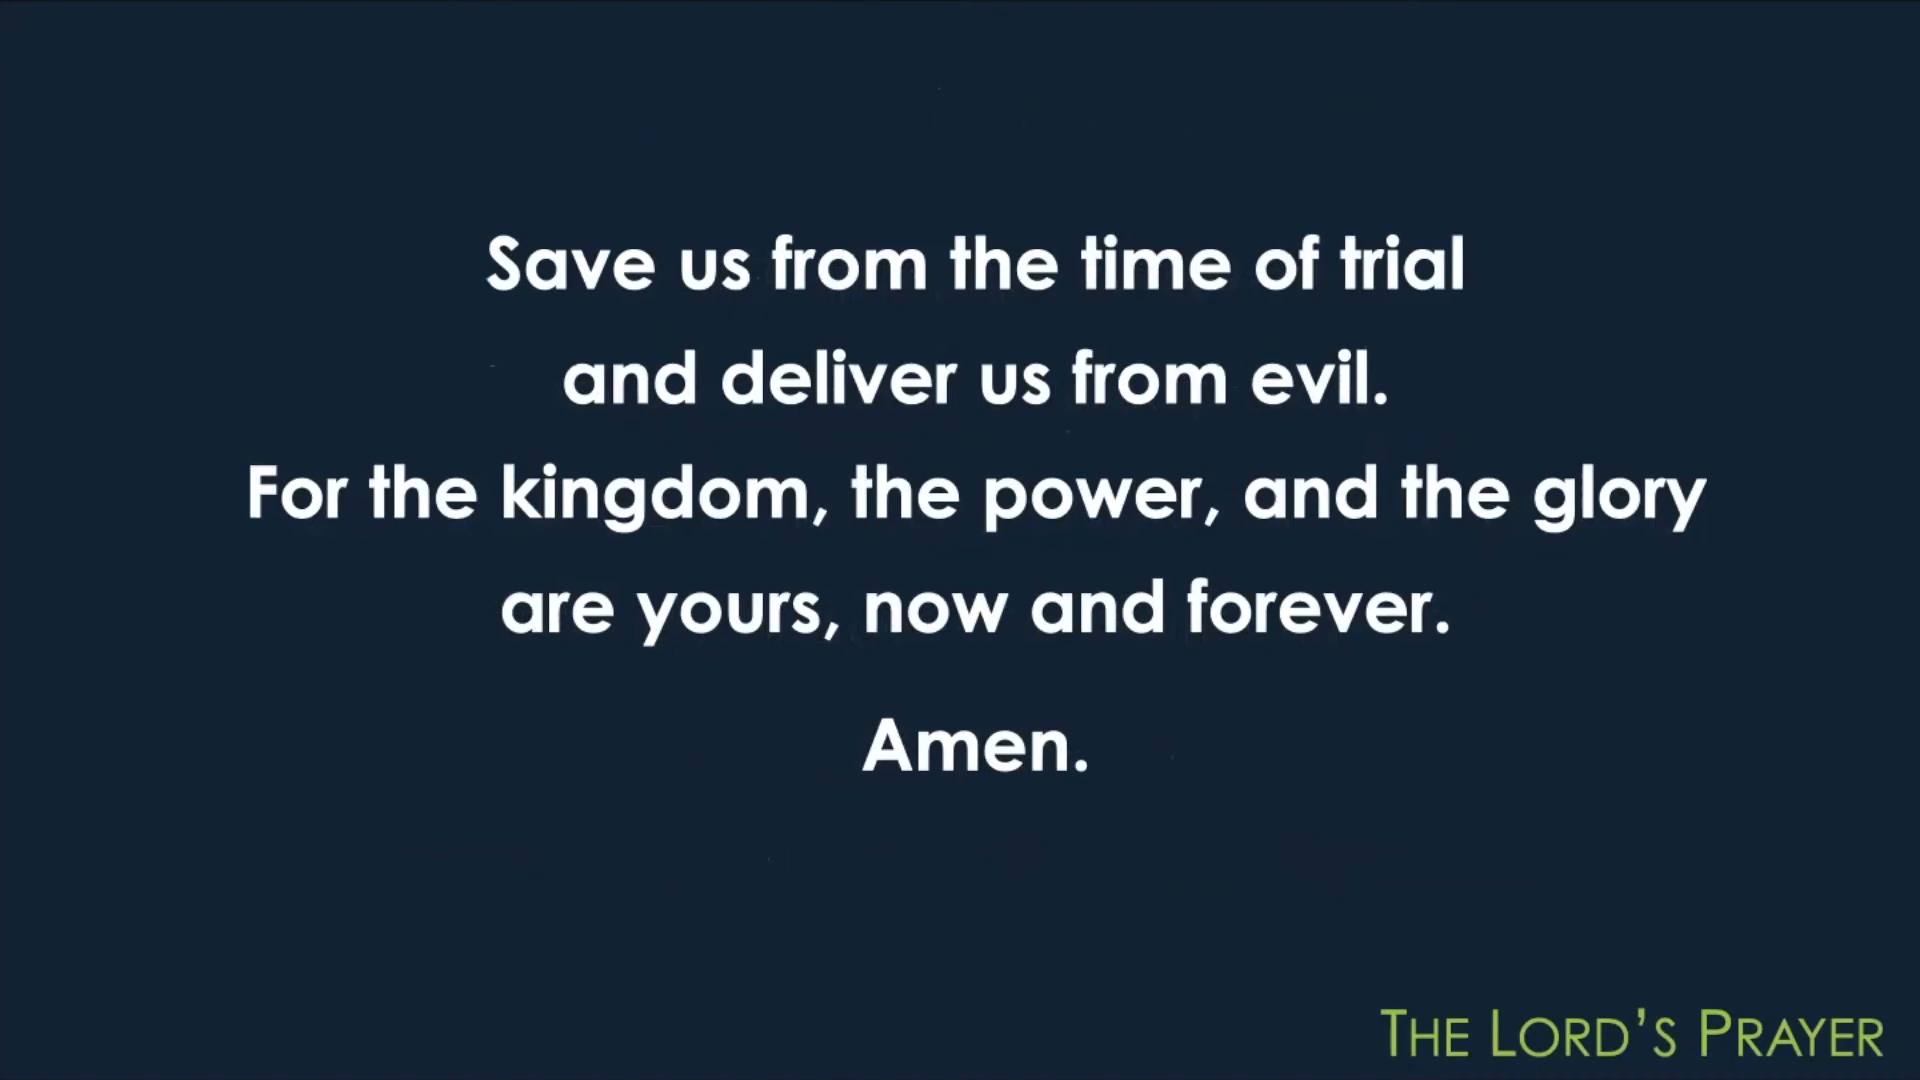 Save us from the time of trial
and deliver us from evil.
For the kingdom, the power, and the glory
are yours, now and forever.
Amen.
THE LORD'S PRAYER